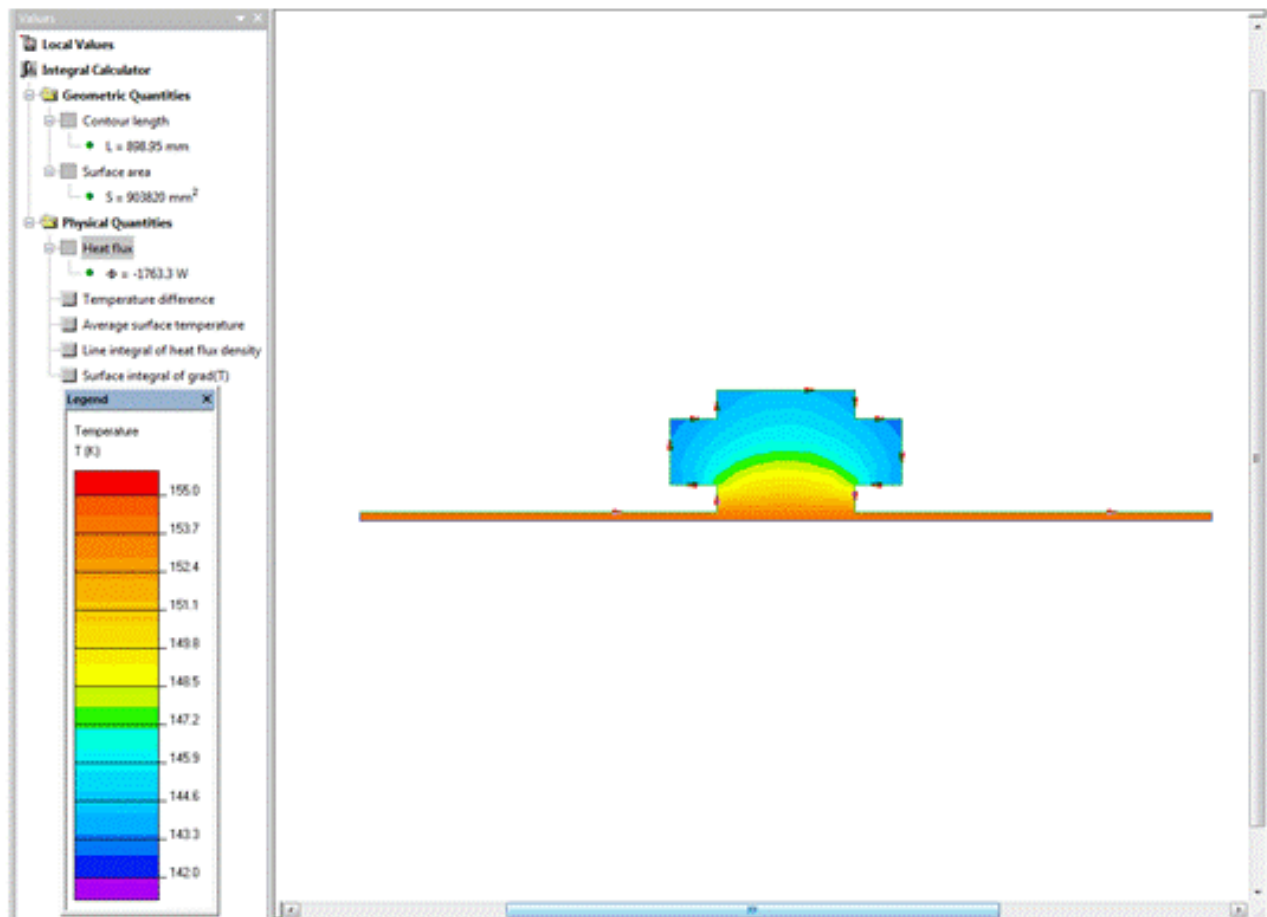 Values
Local Values
Integral Calculator
Geometric Quantities
Contour length
L = 898.95 mm
Surface area
S = 903820 mm²
Physical Quantities
Heat flux
Φ = -1763.3 W
Temperature difference
Average surface temperature
Line integral of heat flux density
Surface integral of grad(T)
Legend
Temperature
T (K)
155.0
153.7
152.4
151.1
149.8
148.5
147.2
145.9
144.6
143.3
142.0